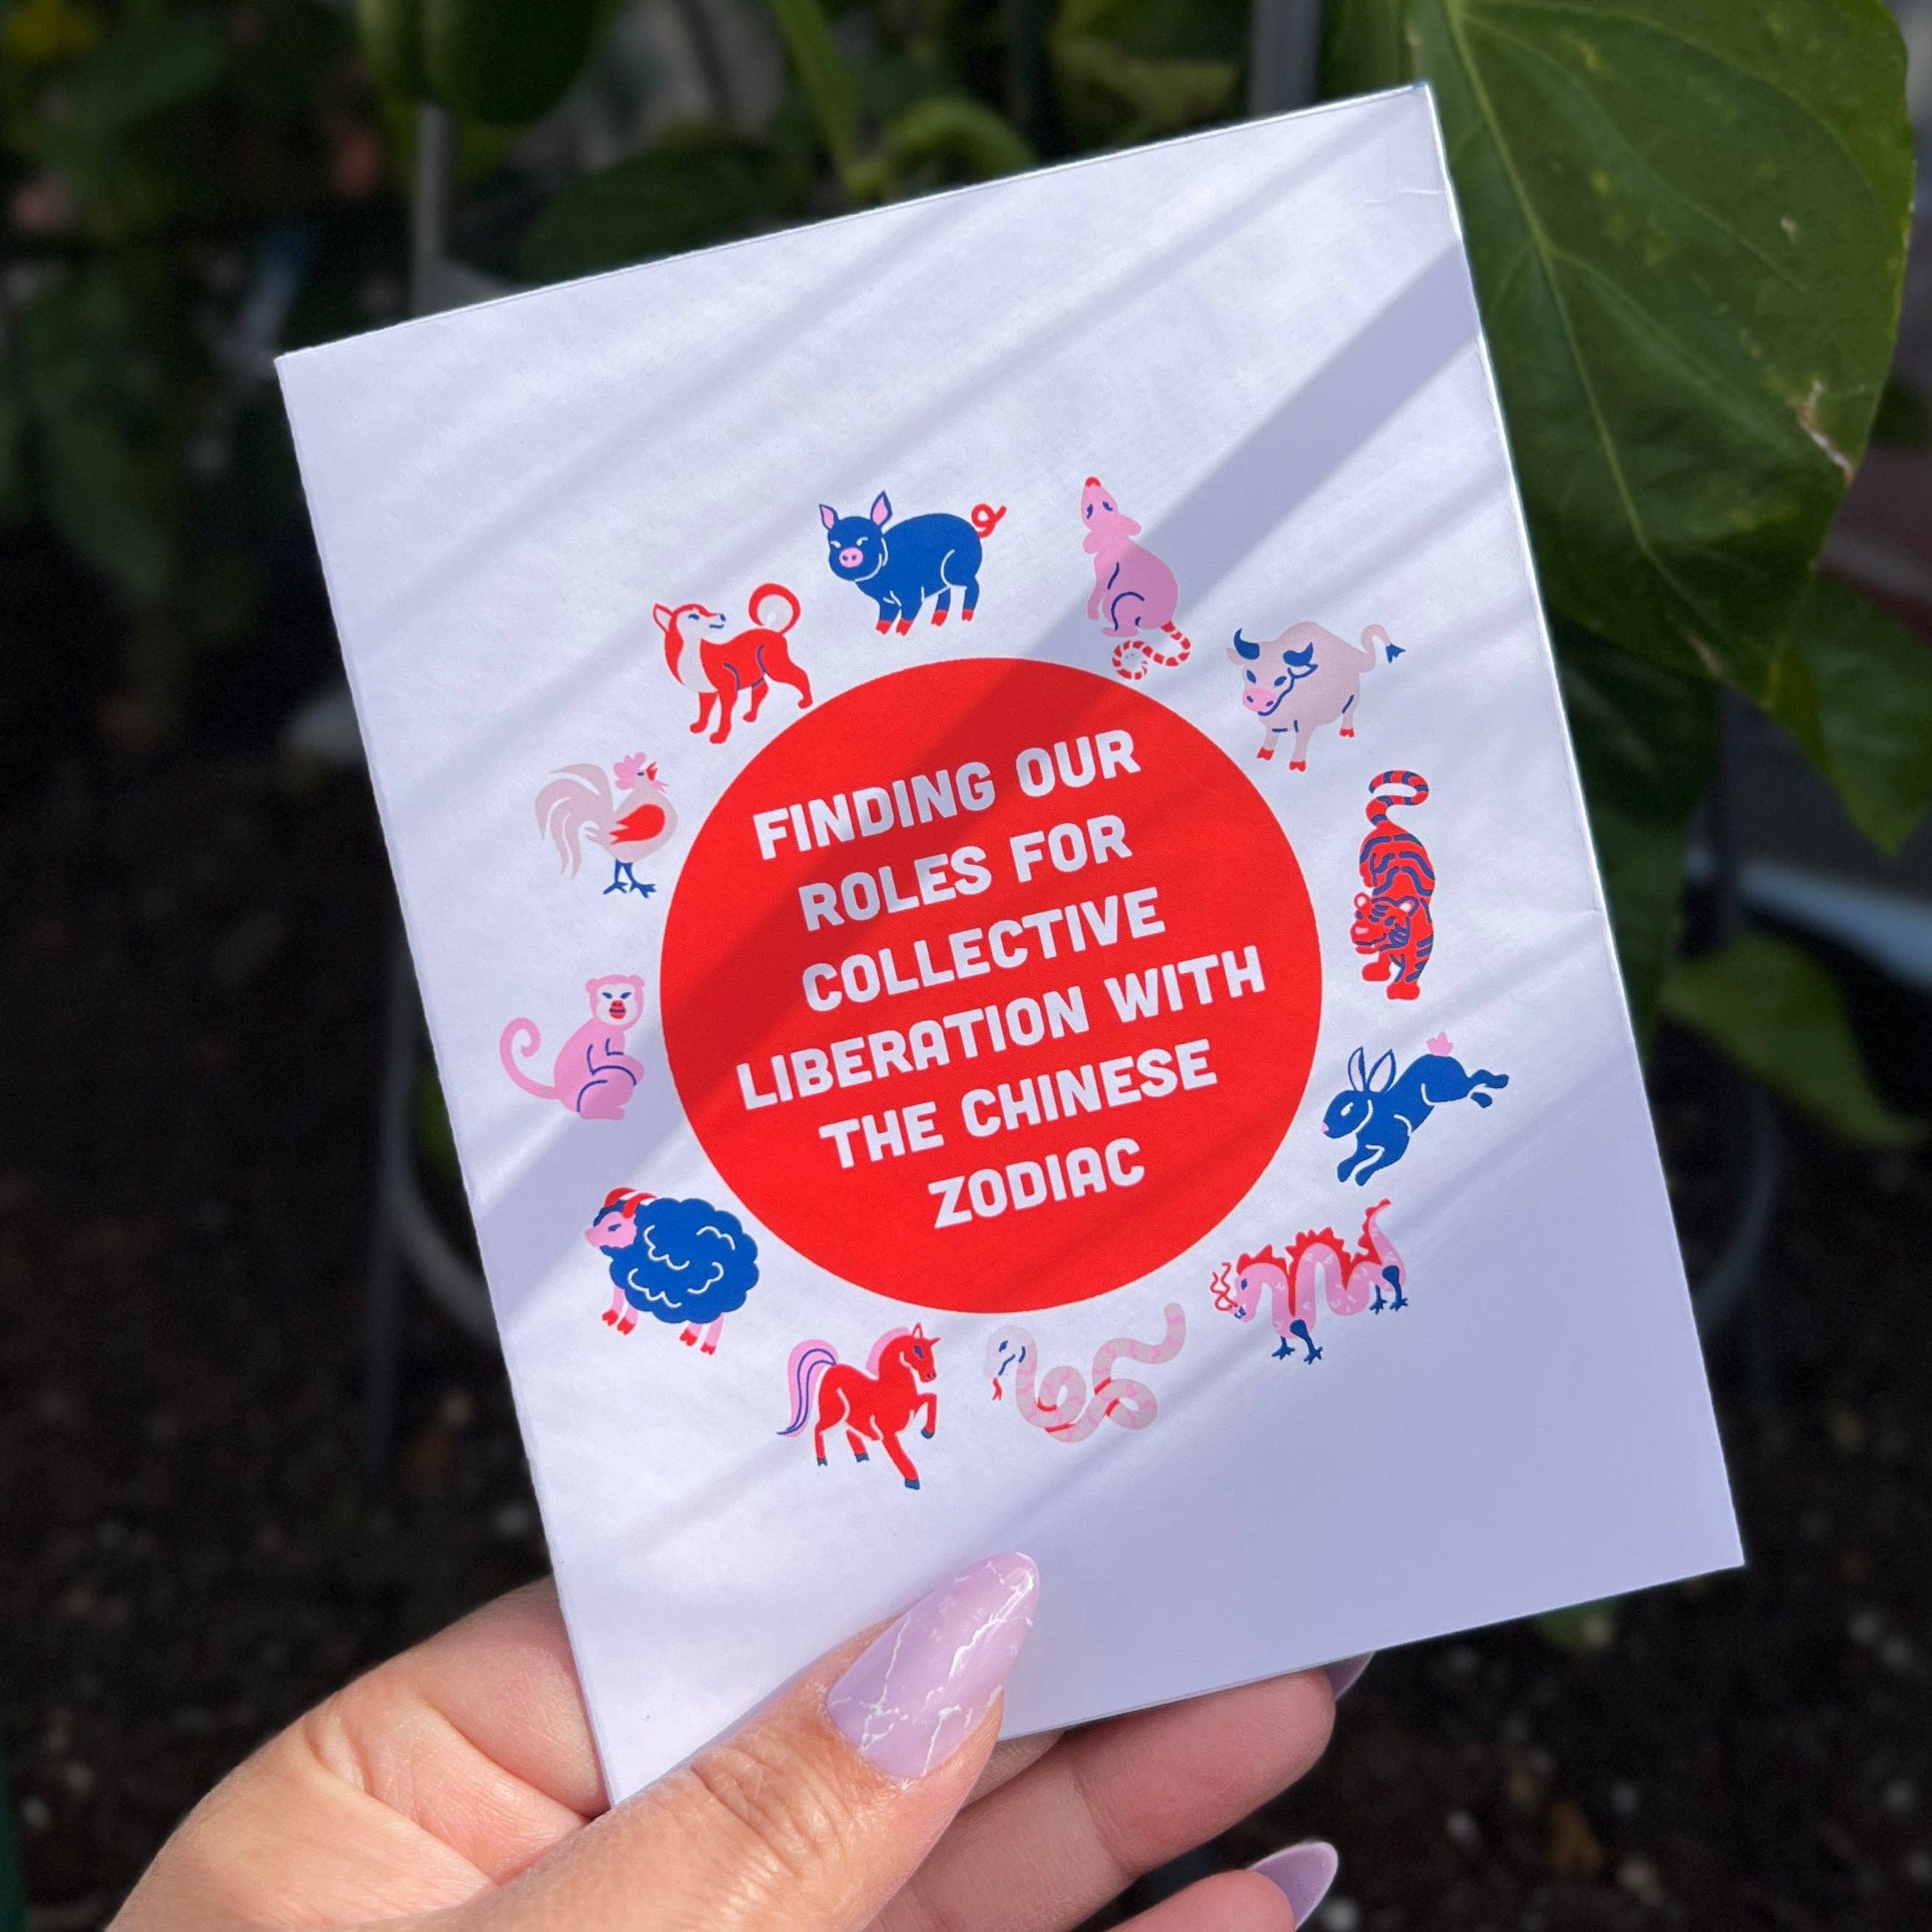 FINDING OUR
ROLES FOR
COLLECTIVE
LIBERATION WITH
THE CHINESE
ZODIAC